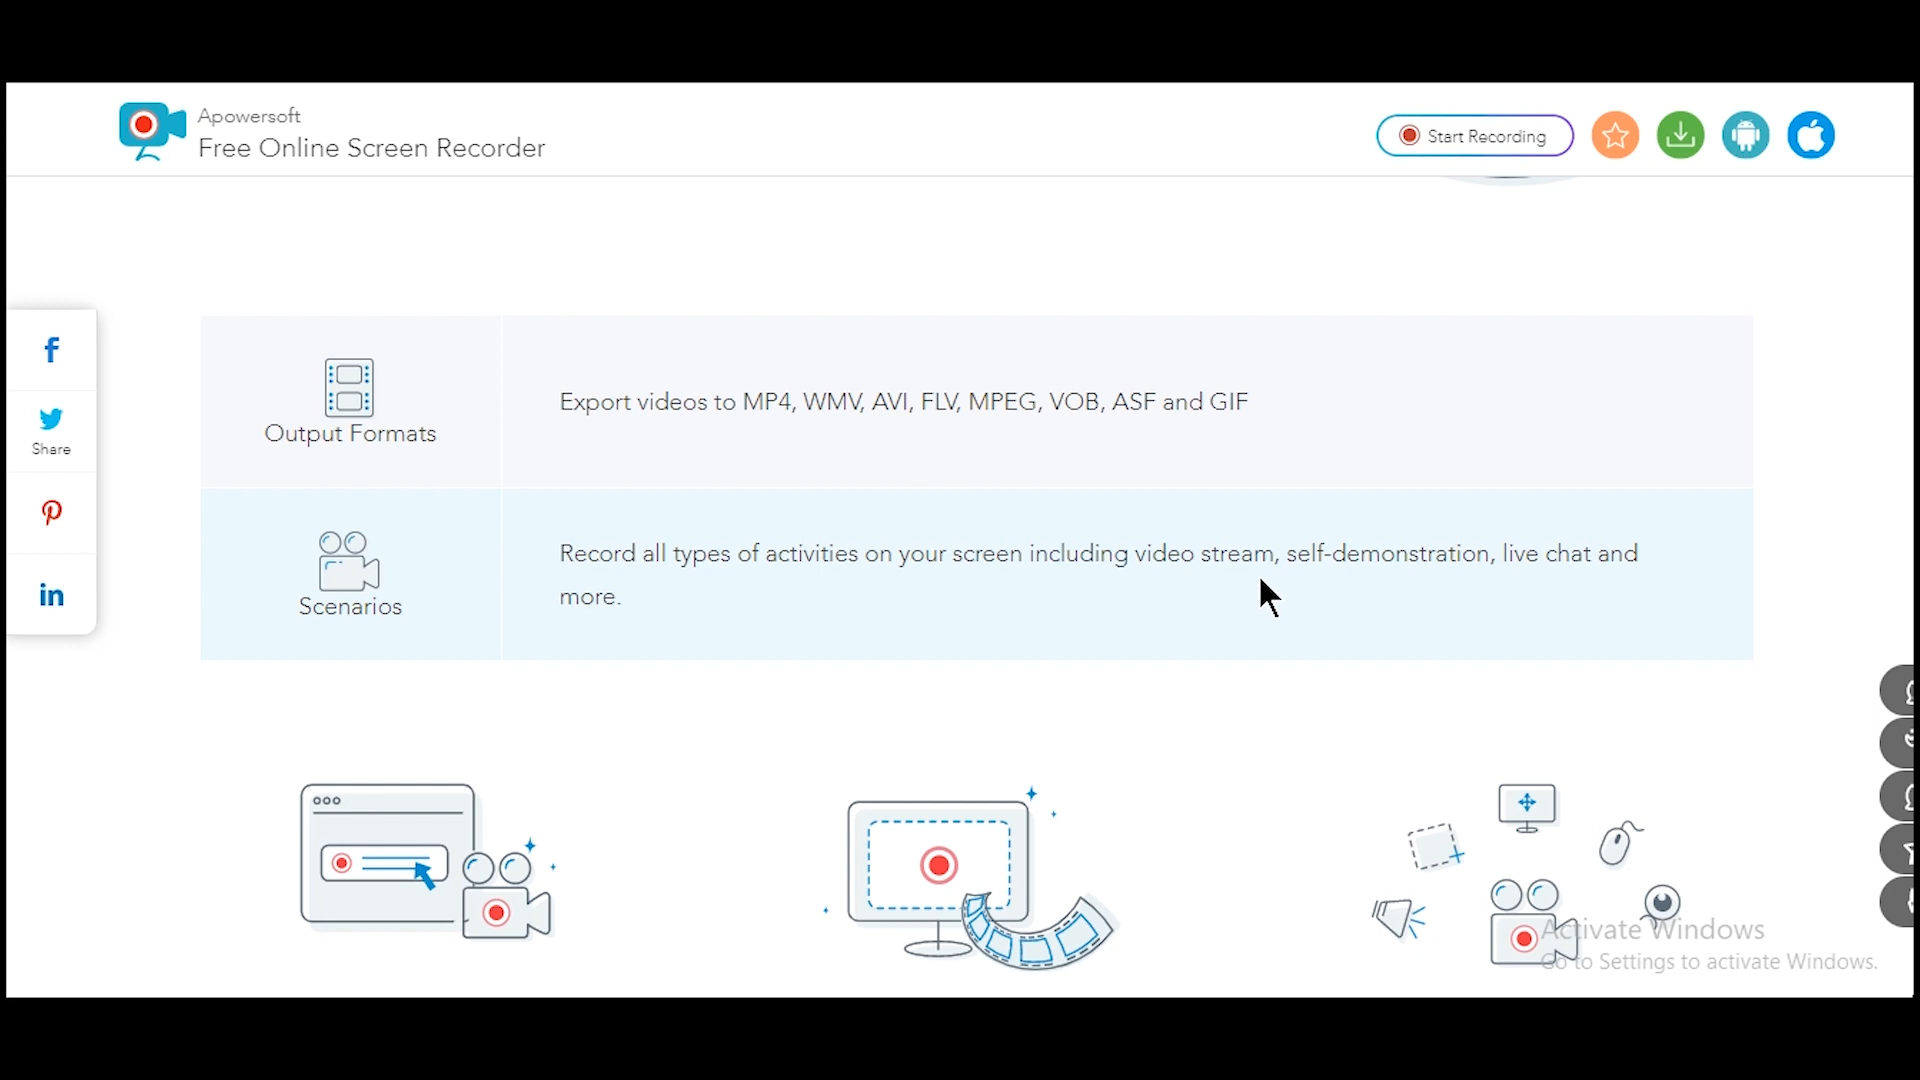 Apowersoft
Free Online Screen Recorder
Start Recording
f
Share
in
Output Formats
Export videos to MP4, WMV, AVI, FLV, MPEG, VOB, ASF and GIF
Scenarios
Record all types of activities on your screen including video stream, self-demonstration, live chat and
more.
Activate Windows
Go to Settings to activate Windows.